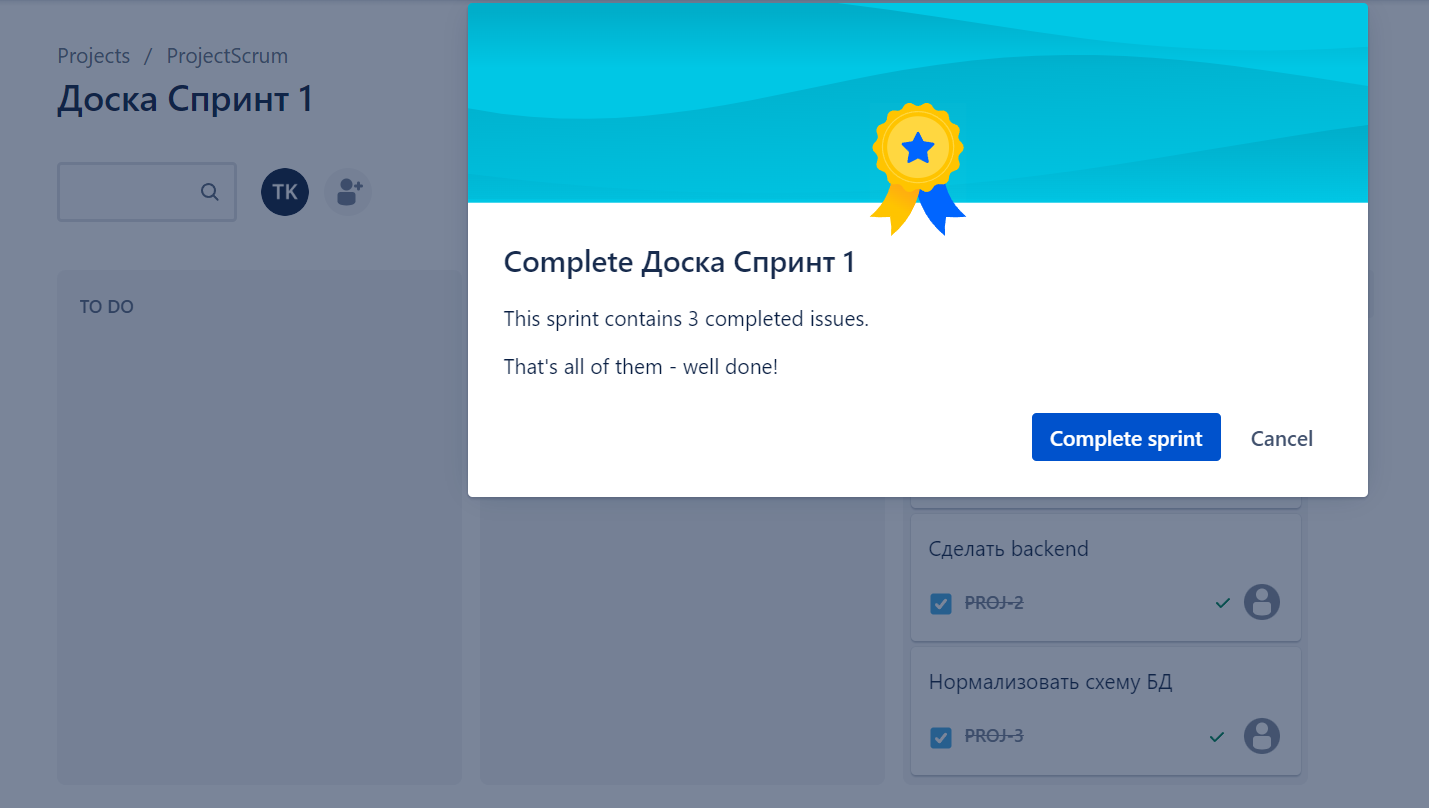 Projects / ProjectScrum
Доска Спринт 1
TK
TO DO
Complete Доска Спринт 1
This sprint contains 3 completed issues.
That's all of them - well done!
Complete sprint
Cancel
Сделать backend
PROJ-2
Нормализовать схему БД
PROJ-3